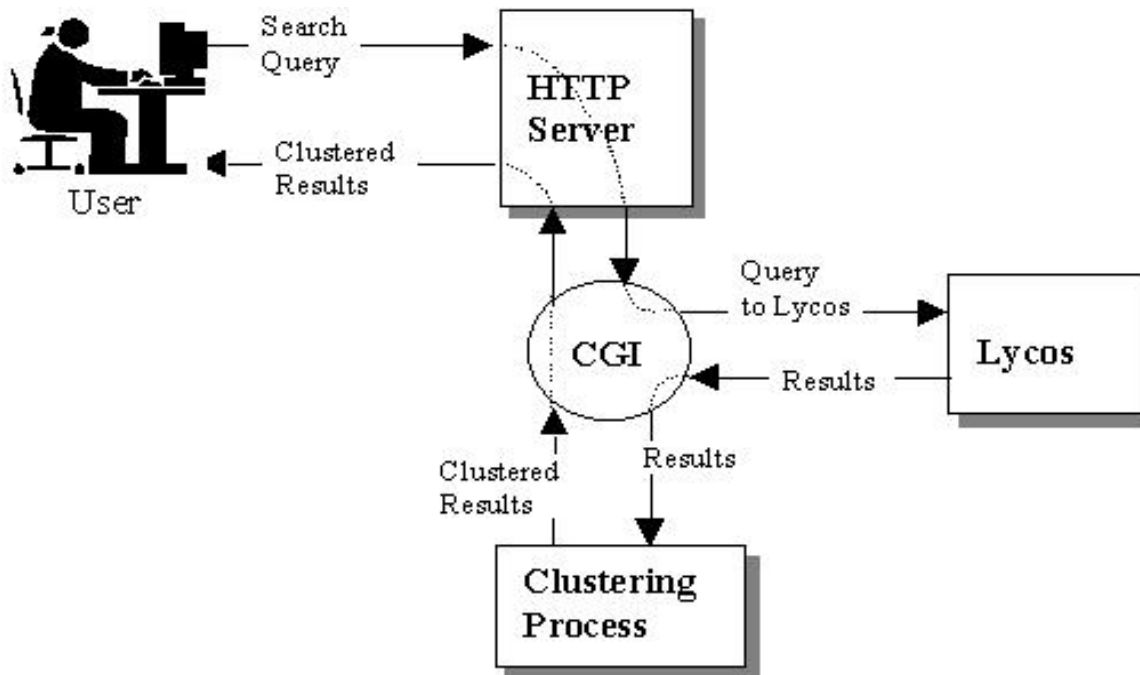 Search
Query
HTTP
Server
Clustered
Results
User
Query
to Lycos
CGI
Lycos
Results
Clustered
Results
Results
Clustering
Process